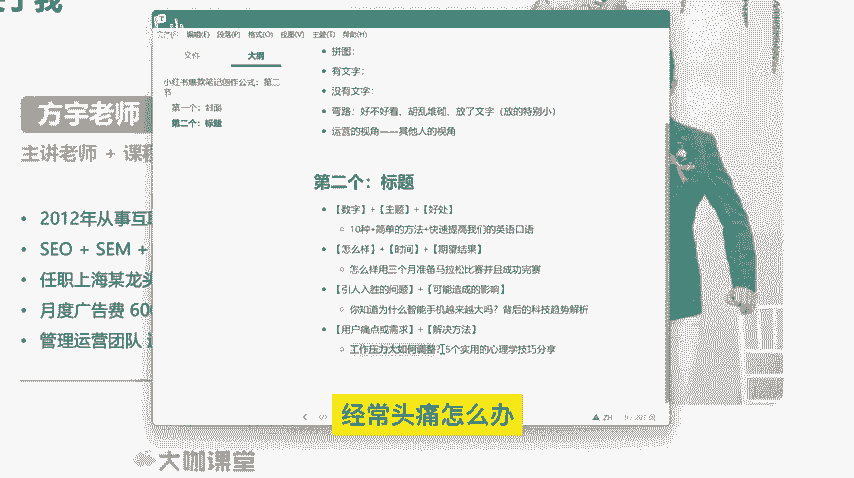 方宇老师
主讲老师 + 课程
• 2012年从事互联
• SEO + SEM +
• 任职上海某龙头
• 月度广告费 600
• 管理运营团队
文件(F) 编辑(E) 段落(P) 格式(O) 视图(V) 主题(T) 帮助(H)
文件 大纲
小红书爆款笔记创作公式：第二
节
第一个：封面
第二个：标题
• 拼图：
• 有文字：
• 没有文字：
• 弯路：好不好看、胡乱堆砌、放了文字（放的特别小）
• 运营的视角——其他人的视角
第二个：标题
• 【数字】+【主题】+【好处】
○ 10种+简单的方法+快速提高我们的英语口语
• 【怎么样】+【时间】+【期望结果】
○ 怎么样用三个月准备马拉松比赛并且成功完赛
• 【引人入胜的问题】+【可能造成的影响】
○ 你知道为什么智能手机越来越大吗？背后的科技趋势解析
• 【用户痛点或需求】+【解决方法】
○ 工作压力大如何调整？5个实用的心理学技巧分享
经常头痛怎么办
ZH
大咖课堂